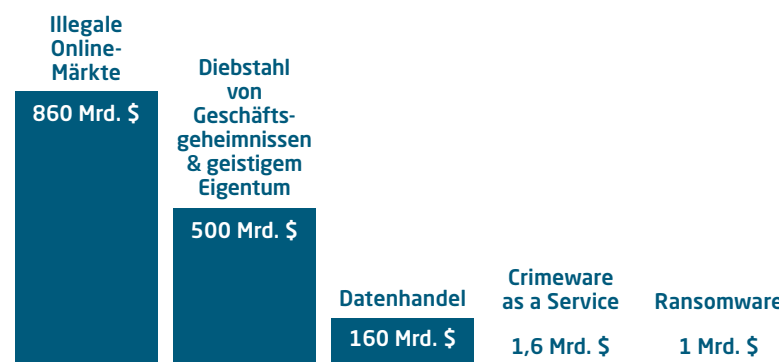 Illegale
Online-
Märkte
860 Mrd. $
Diebstahl
von
Geschäfts-
geheimnissen
& geistigem
Eigentum
500 Mrd. $
Datenhandel
160 Mrd. $
Crimeware
as a Service
1,6 Mrd. $
Ransomware
1 Mrd. $